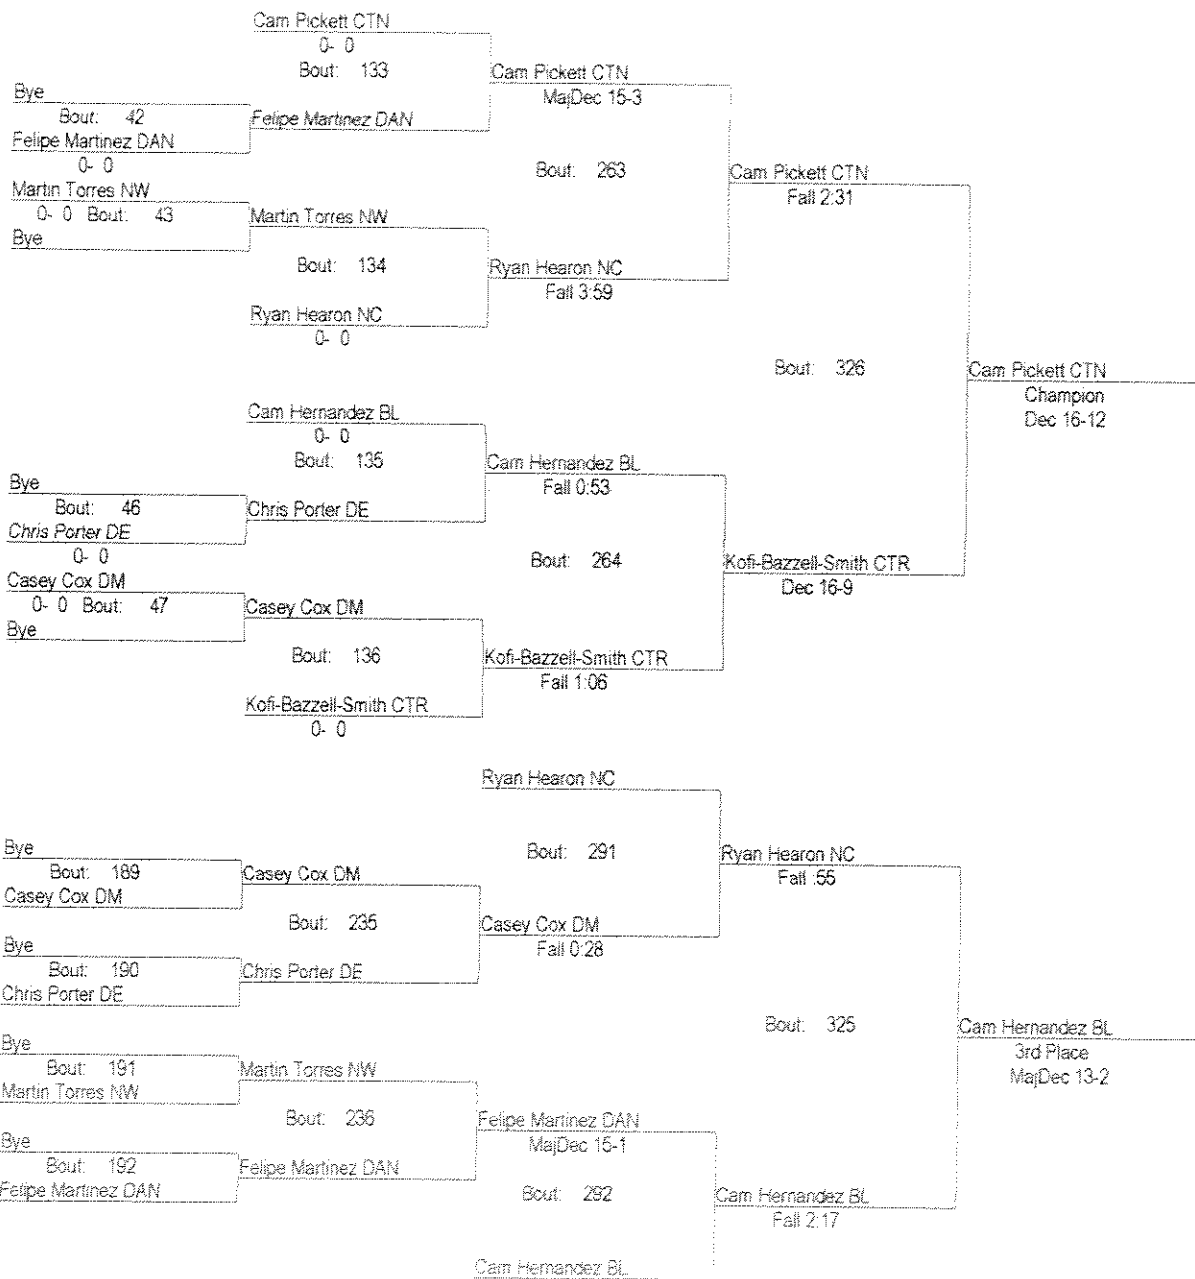 Cam Pickett CTN
0- 0
Bout: 133
Cam Pickett CTN
MajDec 15-3
Bye
Bout: 42
Felipe Martinez DAN
Felipe Martinez DAN
0- 0
Bout: 263
Cam Pickett CTN
Fall 2:31
Martin Torres NW
0- 0 Bout: 43
Martin Torres NW
Bye
Bout: 134
Ryan Hearon NC
Fall 3:59
Ryan Hearon NC
0- 0
Bout: 326
Cam Pickett CTN
Champion
Dec 16-12
Cam Hernandez BL
0- 0
Bout: 135
Cam Hernandez BL
Fall 0:53
Bye
Bout: 46
Chris Porter DE
Chris Porter DE
0- 0
Bout: 264
Kofi-Bazzell-Smith CTR
Dec 16-9
Casey Cox DM
0- 0 Bout: 47
Casey Cox DM
Bye
Bout: 136
Kofi-Bazzell-Smith CTR
Fall 1:06
Kofi-Bazzell-Smith CTR
0- 0
Ryan Hearon NC
Bout: 291
Ryan Hearon NC
Fall :55
Bye
Bout: 189
Casey Cox DM
Casey Cox DM
Bout: 235
Casey Cox DM
Fall 0:28
Bye
Bout: 190
Chris Porter DE
Chris Porter DE
Bout: 325
Cam Hernandez BL
3rd Place
MajDec 13-2
Bye
Bout: 191
Martin Torres NW
Martin Torres NW
Bout: 236
Felipe Martinez DAN
MajDec 15-1
Bye
Bout: 192
Felipe Martinez DAN
Felipe Martinez DAN
Bout: 292
Cam Hernandez BL
Fall 2:17
Cam Hernandez BL